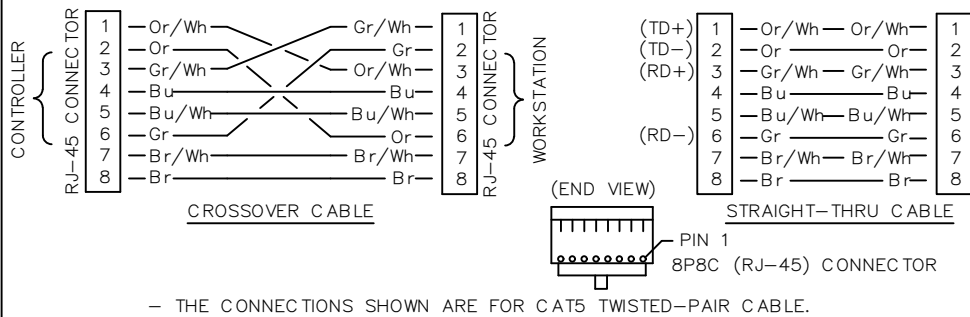 CONTROLLER
RJ-45 CONNECTOR
1 Or/Wh Gr/Wh 1
2 Or Gr 2
3 Gr/Wh Or/Wh 3
4 Bu Bu 4
5 Bu/Wh Bu/Wh 5
6 Gr Or 6
7 Br/Wh Br/Wh 7
8 Br Br 8
RJ-45 CONNECTOR
WORKSTATION
CROSSOVER CABLE
(TD+) 1 Or/Wh Or/Wh 1
(TD-) 2 Or Or 2
(RD+) 3 Gr/Wh Gr/Wh 3
4 Bu Bu 4
5 Bu/Wh Bu/Wh 5
(RD-) 6 Gr Gr 6
7 Br/Wh Br/Wh 7
8 Br Br 8
STRAIGHT-THRU CABLE
(END VIEW)
PIN 1
8P8C (RJ-45) CONNECTOR
- THE CONNECTIONS SHOWN ARE FOR CAT5 TWISTED-PAIR CABLE.